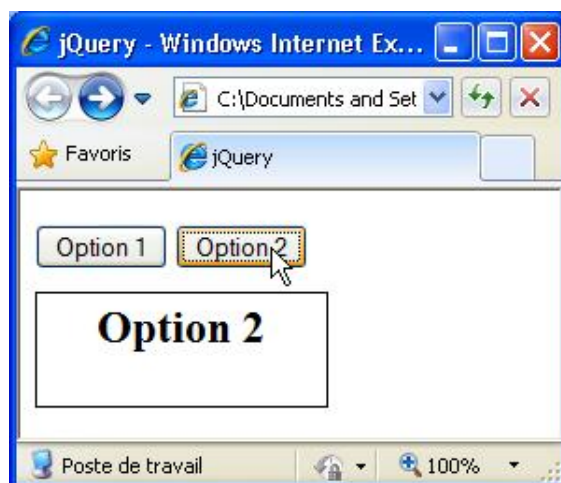 jQuery - Windows Internet Ex...
C:\Documents and Set
Favoris
jQuery
Option 1
Option 2
Option 2
Poste de travail
100%